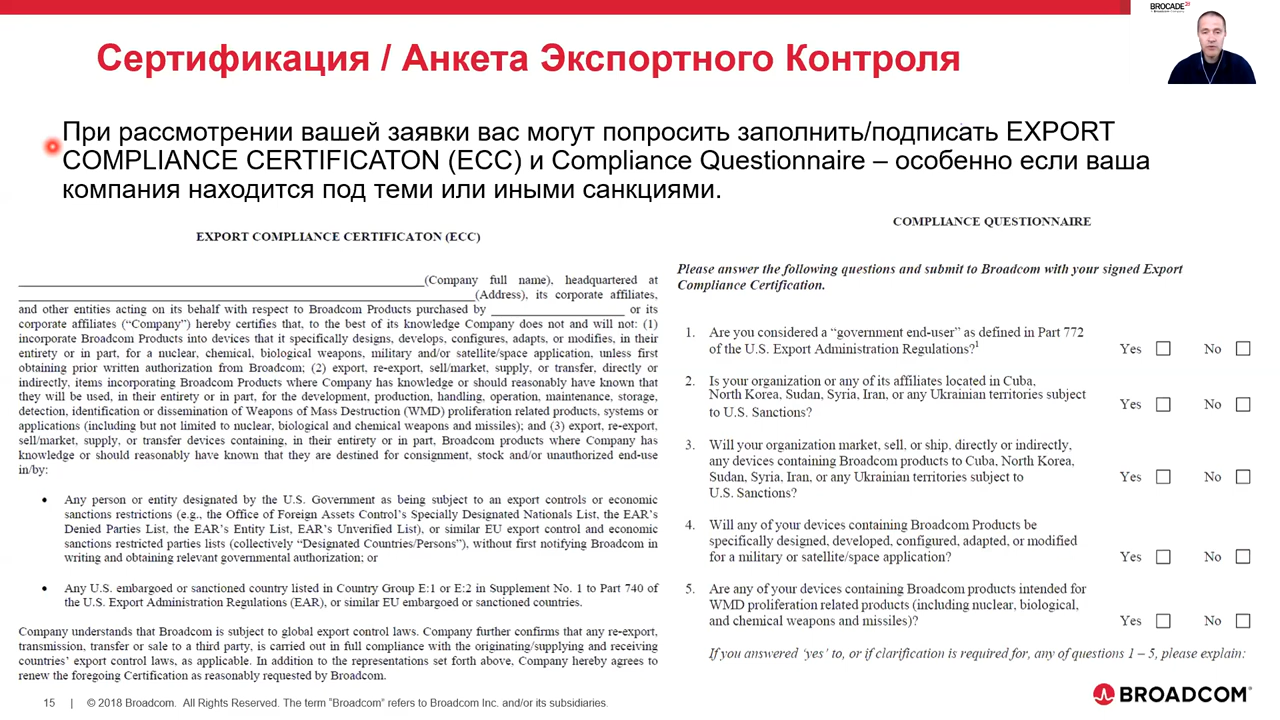 BROCADE
Сертификация / Анкета Экспортного Контроля
При рассмотрении вашей заявки вас могут попросить заполнить/подписать EXPORT
COMPLIANCE CERTIFICATON (ECC) и Compliance Questionnaire – особенно если ваша
компания находится под теми или иными санкциями.
EXPORT COMPLIANCE CERTIFICATON (ECC)
(Company full name), headquartered at
(Address), its corporate affiliates,
and other entities acting on its behalf with respect to Broadcom Products purchased by ____________________ or its
corporate affiliates (“Company”) hereby certifies that, to the best of its knowledge Company does not and will not: (1)
incorporate Broadcom Products into devices that it specifically designs, develops, configures, adapts, or modifies, in their
entirety or in part, for a nuclear, chemical, biological weapons, military and/or satellite/space application, unless first
obtaining prior written authorization from Broadcom; (2) export, re-export, sell/market, supply, or transfer, directly or
indirectly, items incorporating Broadcom Products where Company has knowledge or should reasonably have known that
they will be used, in their entirety or in part, for the development, production, handling, operation, maintenance, storage,
detection, identification or dissemination of Weapons of Mass Destruction (WMD) proliferation related products, systems or
applications (including but not limited to nuclear, biological and chemical weapons and missiles); and (3) export, re-export,
sell/market, supply, or transfer devices containing, in their entirety or in part, Broadcom products where Company has
knowledge or should reasonably have known that they are destined for consignment, stock and/or unauthorized end-use
in/by:
• Any person or entity designated by the U.S. Government as being subject to an export controls or economic
sanctions restrictions (e.g., the Office of Foreign Assets Control’s Specially Designated Nationals List, the EAR’s
Denied Parties List, the EAR’s Entity List, EAR’s Unverified List), or similar EU export control and economic
sanctions restricted parties lists (collectively “Designated Countries/Persons”), without first notifying Broadcom in
writing and obtaining relevant governmental authorization; or
• Any U.S. embargoed or sanctioned country listed in Country Group E:1 or E:2 in Supplement No. 1 to Part 740 of
the U.S. Export Administration Regulations (EAR), or similar EU embargoed or sanctioned countries.
Company understands that Broadcom is subject to global export control laws. Company further confirms that any re-export,
transmission, transfer or sale to a third party, is carried out in full compliance with the originating/supplying and receiving
countries’ export control laws, as applicable. In addition to the representations set forth above, Company hereby agrees to
renew the foregoing Certification as reasonably requested by Broadcom.
COMPLIANCE QUESTIONNAIRE
Please answer the following questions and submit to Broadcom with your signed Export
Compliance Certification.
1. Are you considered a “government end-user” as defined in Part 772
of the U.S. Export Administration Regulations?1 Yes No
2. Is your organization or any of its affiliates located in Cuba,
North Korea, Sudan, Syria, Iran, or any Ukrainian territories subject
to U.S. Sanctions? Yes No
3. Will your organization market, sell, or ship, directly or indirectly,
any devices containing Broadcom products to Cuba, North Korea,
Sudan, Syria, Iran, or any Ukrainian territories subject to
U.S. Sanctions? Yes No
4. Will any of your devices containing Broadcom Products be
specifically designed, developed, configured, adapted, or modified
for a military or satellite/space application? Yes No
5. Are any of your devices containing Broadcom products intended for
WMD proliferation related products (including nuclear, biological,
and chemical weapons and missiles)? Yes No
If you answered ‘yes’ to, or if clarification is required for, any of questions 1 – 5, please explain:
15 | © 2018 Broadcom. All Rights Reserved. The term "Broadcom" refers to Broadcom Inc. and/or its subsidiaries.
BROADCOM